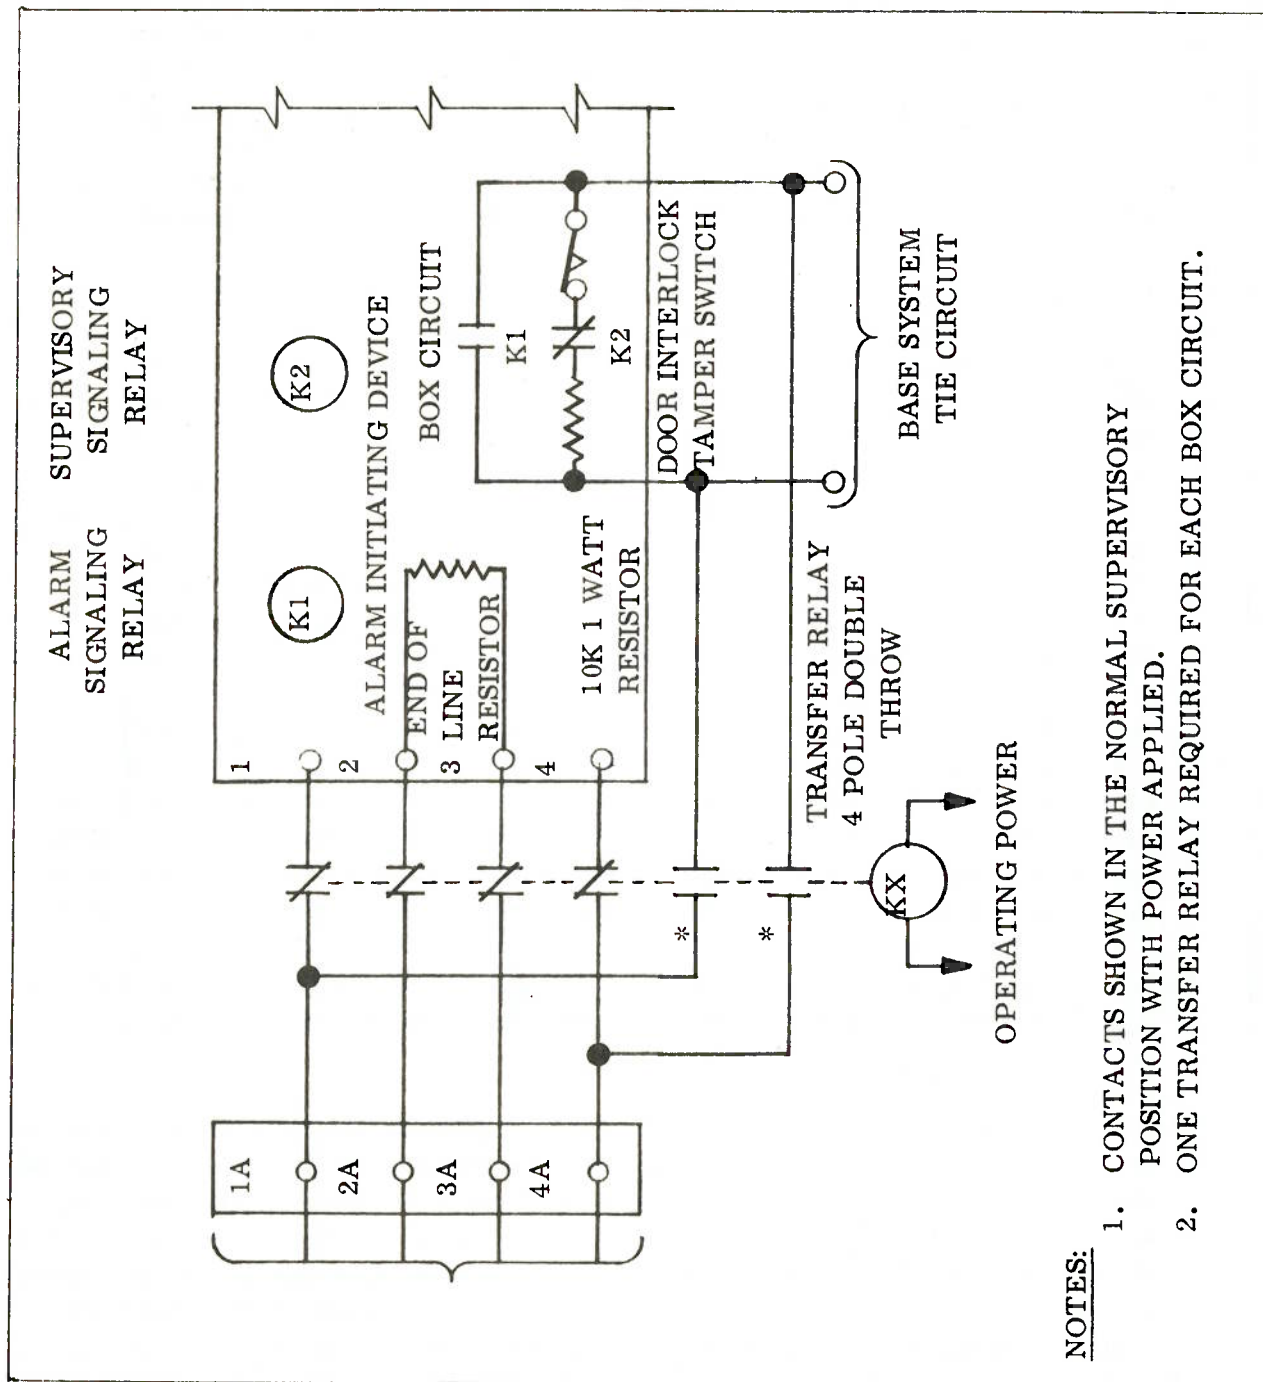 ALARM
SIGNALING
RELAY
SUPERVISORY
SIGNALING
RELAY
K1
K2
1
2
3
4
ALARM INITIATING DEVICE
END OF
LINE
RESISTOR
BOX CIRCUIT
K1
K2
10K 1 WATT
RESISTOR
DOOR INTERLOCK
TAMPER SWITCH
1A
2A
3A
4A
*
*
TRANSFER RELAY
4 POLE DOUBLE
THROW
BASE SYSTEM
TIE CIRCUIT
KX
OPERATING POWER
NOTES:
1. CONTACTS SHOWN IN THE NORMAL SUPERVISORY
POSITION WITH POWER APPLIED.
2. ONE TRANSFER RELAY REQUIRED FOR EACH BOX CIRCUIT.